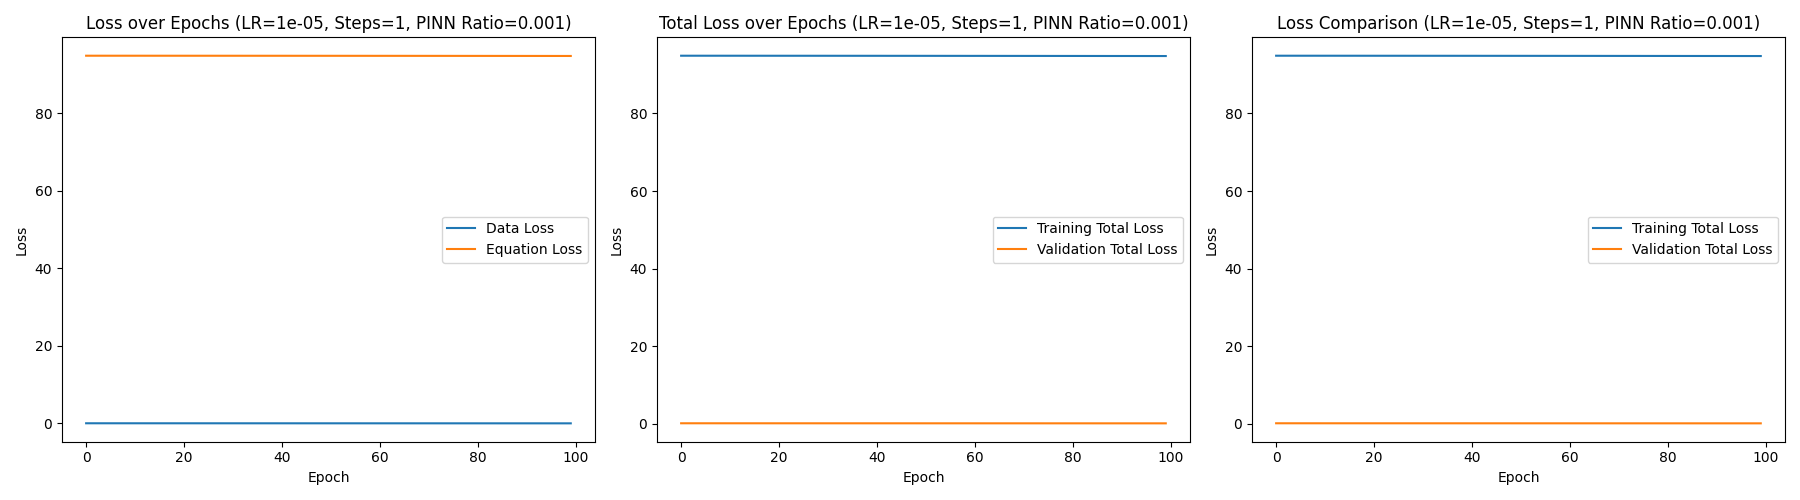 Loss over Epochs (LR=1e-05, Steps=1, PINN Ratio=0.001)
80
60
40
20
0
Loss
Data Loss
Equation Loss
0 20 40 60 80 100
Epoch
Total Loss over Epochs (LR=1e-05, Steps=1, PINN Ratio=0.001)
80
60
40
20
0
Loss
Training Total Loss
Validation Total Loss
0 20 40 60 80 100
Epoch
Loss Comparison (LR=1e-05, Steps=1, PINN Ratio=0.001)
80
60
40
20
0
Loss
Training Total Loss
Validation Total Loss
0 20 40 60 80 100
Epoch